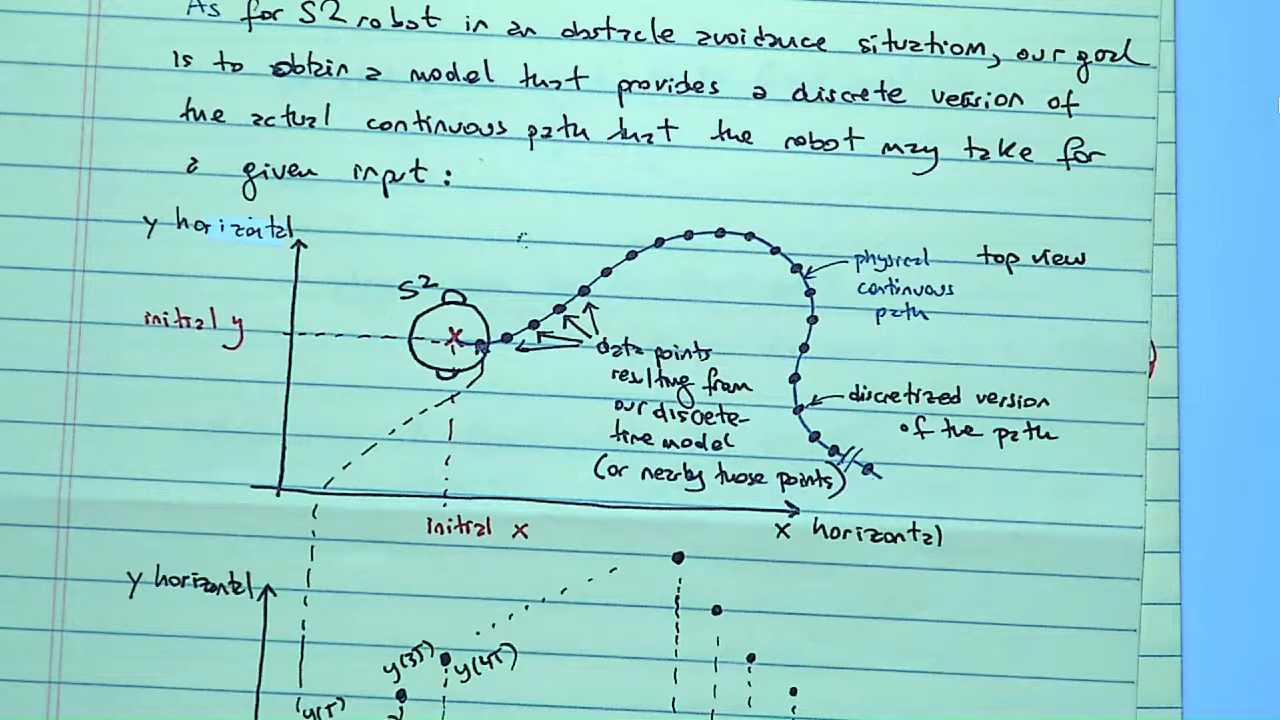 As for S2 robot in an obstacle avoidance situation, our goal
is to obtain a model that provides a discrete version of
the actual continuous path that the robot may take for
a given input:
y horizontal
S2
physical
continuous
path
top view
initial y
x
data points
resulting from
our discrete-
time model
(or nearby those points)
discretized version
of the path
initial x
x horizontal
y horizontal
y(3T)
y(4T)
y(T)